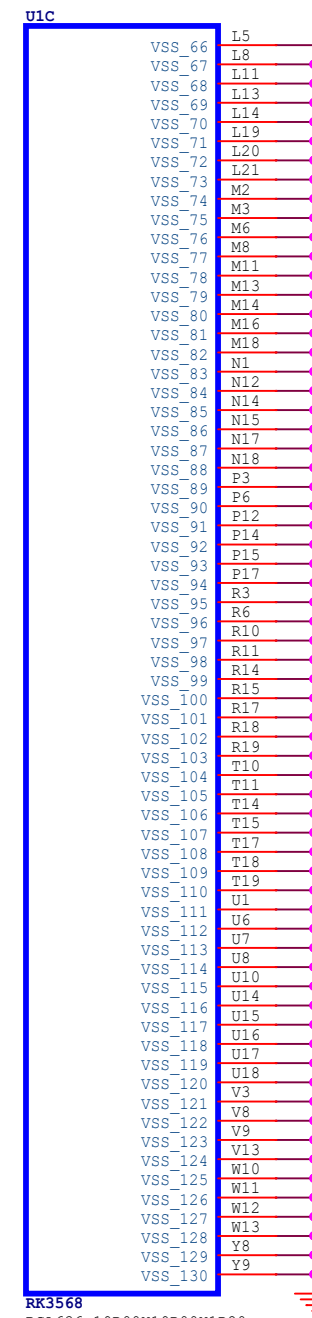 U1C
VSS_66 L5
VSS_67 L8
VSS_68 L11
VSS_69 L13
VSS_70 L14
VSS_71 L19
VSS_72 L20
VSS_73 L21
VSS_74 M2
VSS_75 M3
VSS_76 M6
VSS_77 M8
VSS_78 M11
VSS_79 M13
VSS_80 M14
VSS_81 M16
VSS_82 M18
VSS_83 N1
VSS_84 N12
VSS_85 N14
VSS_86 N15
VSS_87 N17
VSS_88 N18
VSS_89 P3
VSS_90 P6
VSS_91 P12
VSS_92 P14
VSS_93 P15
VSS_94 P17
VSS_95 R3
VSS_96 R6
VSS_97 R10
VSS_98 R11
VSS_99 R14
VSS_100 R15
VSS_101 R17
VSS_102 R18
VSS_103 R19
VSS_104 T10
VSS_105 T11
VSS_106 T14
VSS_107 T15
VSS_108 T17
VSS_109 T18
VSS_110 T19
VSS_111 U1
VSS_112 U6
VSS_113 U7
VSS_114 U8
VSS_115 U10
VSS_116 U14
VSS_117 U15
VSS_118 U16
VSS_119 U17
VSS_120 U18
VSS_121 V3
VSS_122 V8
VSS_123 V9
VSS_124 V13
VSS_125 W10
VSS_126 W11
VSS_127 W12
VSS_128 W13
VSS_129 Y8
VSS_130 Y9
RK3568